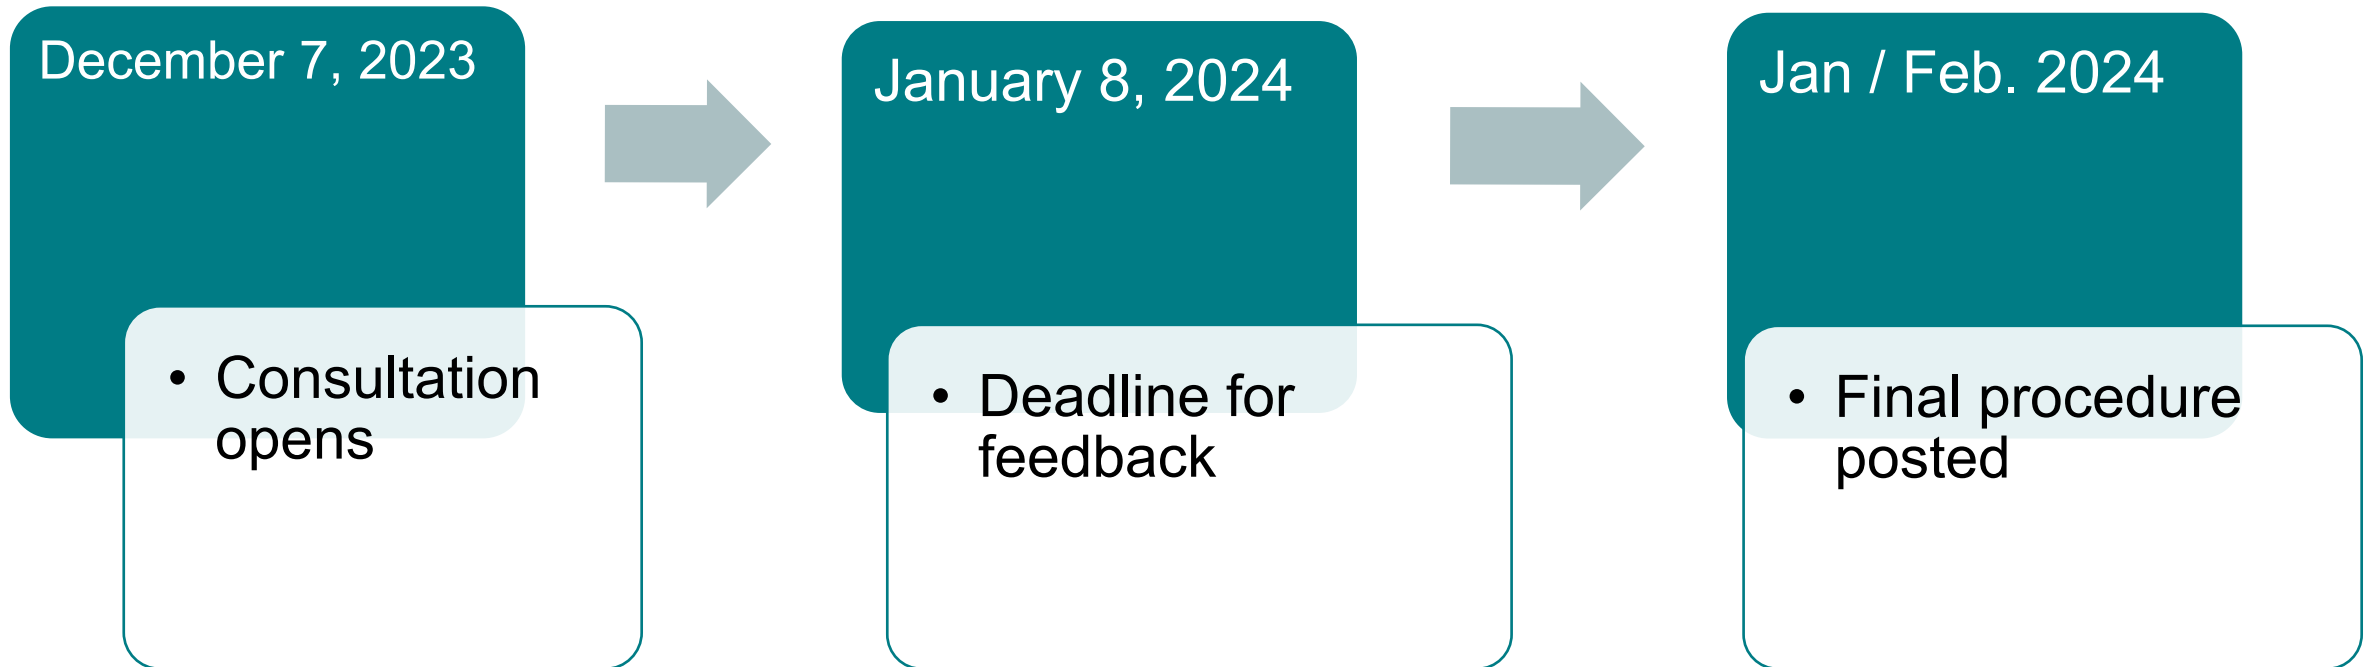 December 7, 2023
• Consultation
opens
January 8, 2024
• Deadline for
feedback
Jan / Feb. 2024
• Final procedure
posted